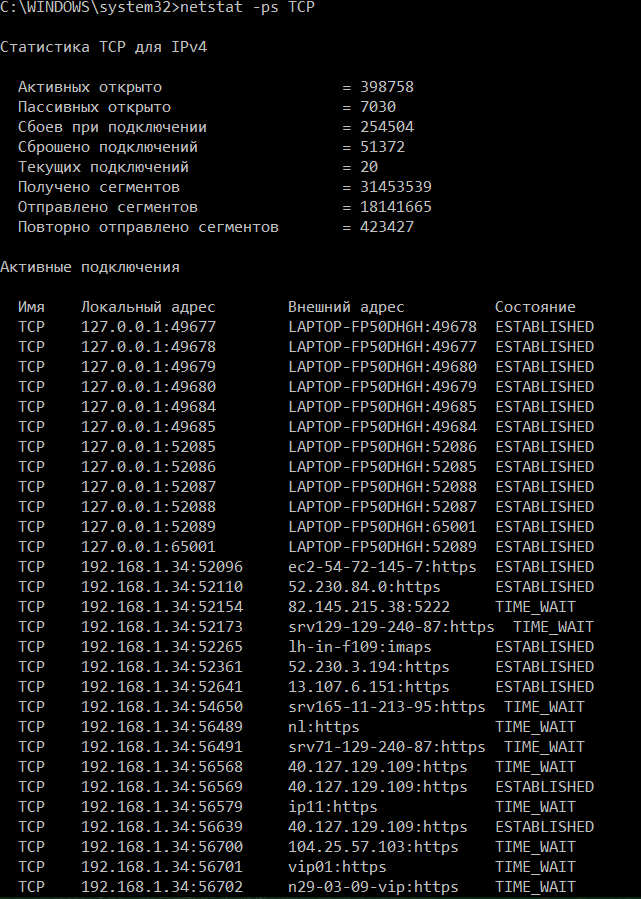 C:\WINDOWS\system32>netstat -ps TCP
Статистика TCP для IPv4
Активных открыто = 398758
Пассивных открыто = 7030
Сбоев при подключении = 254504
Сброшено подключений = 51372
Текущих подключений = 20
Получено сегментов = 31453539
Отправлено сегментов = 18141665
Повторно отправлено сегментов = 423427
Активные подключения
Имя Локальный адрес Внешний адрес Состояние
TCP 127.0.0.1:49677 LAPTOP-FP50DH6H:49678 ESTABLISHED
TCP 127.0.0.1:49678 LAPTOP-FP50DH6H:49677 ESTABLISHED
TCP 127.0.0.1:49679 LAPTOP-FP50DH6H:49680 ESTABLISHED
TCP 127.0.0.1:49680 LAPTOP-FP50DH6H:49679 ESTABLISHED
TCP 127.0.0.1:49684 LAPTOP-FP50DH6H:49685 ESTABLISHED
TCP 127.0.0.1:49685 LAPTOP-FP50DH6H:49684 ESTABLISHED
TCP 127.0.0.1:52085 LAPTOP-FP50DH6H:52086 ESTABLISHED
TCP 127.0.0.1:52086 LAPTOP-FP50DH6H:52085 ESTABLISHED
TCP 127.0.0.1:52087 LAPTOP-FP50DH6H:52088 ESTABLISHED
TCP 127.0.0.1:52088 LAPTOP-FP50DH6H:52087 ESTABLISHED
TCP 127.0.0.1:52089 LAPTOP-FP50DH6H:65001 ESTABLISHED
TCP 127.0.0.1:65001 LAPTOP-FP50DH6H:52089 ESTABLISHED
TCP 192.168.1.34:52096 ec2-54-72-145-7:https ESTABLISHED
TCP 192.168.1.34:52110 52.230.84.0:https ESTABLISHED
TCP 192.168.1.34:52154 82.145.215.38:5222 TIME_WAIT
TCP 192.168.1.34:52173 srv129-129-240-87:https TIME_WAIT
TCP 192.168.1.34:52265 lh-in-f109:imaps ESTABLISHED
TCP 192.168.1.34:52361 52.230.3.194:https ESTABLISHED
TCP 192.168.1.34:52641 13.107.6.151:https ESTABLISHED
TCP 192.168.1.34:54650 srv165-11-213-95:https TIME_WAIT
TCP 192.168.1.34:56489 nl:https TIME_WAIT
TCP 192.168.1.34:56491 srv71-129-240-87:https TIME_WAIT
TCP 192.168.1.34:56568 40.127.129.109:https TIME_WAIT
TCP 192.168.1.34:56569 40.127.129.109:https ESTABLISHED
TCP 192.168.1.34:56579 ip11:https TIME_WAIT
TCP 192.168.1.34:56639 40.127.129.109:https ESTABLISHED
TCP 192.168.1.34:56700 104.25.57.103:https TIME_WAIT
TCP 192.168.1.34:56701 vip01:https TIME_WAIT
TCP 192.168.1.34:56702 n29-03-09-vip:https TIME_WAIT